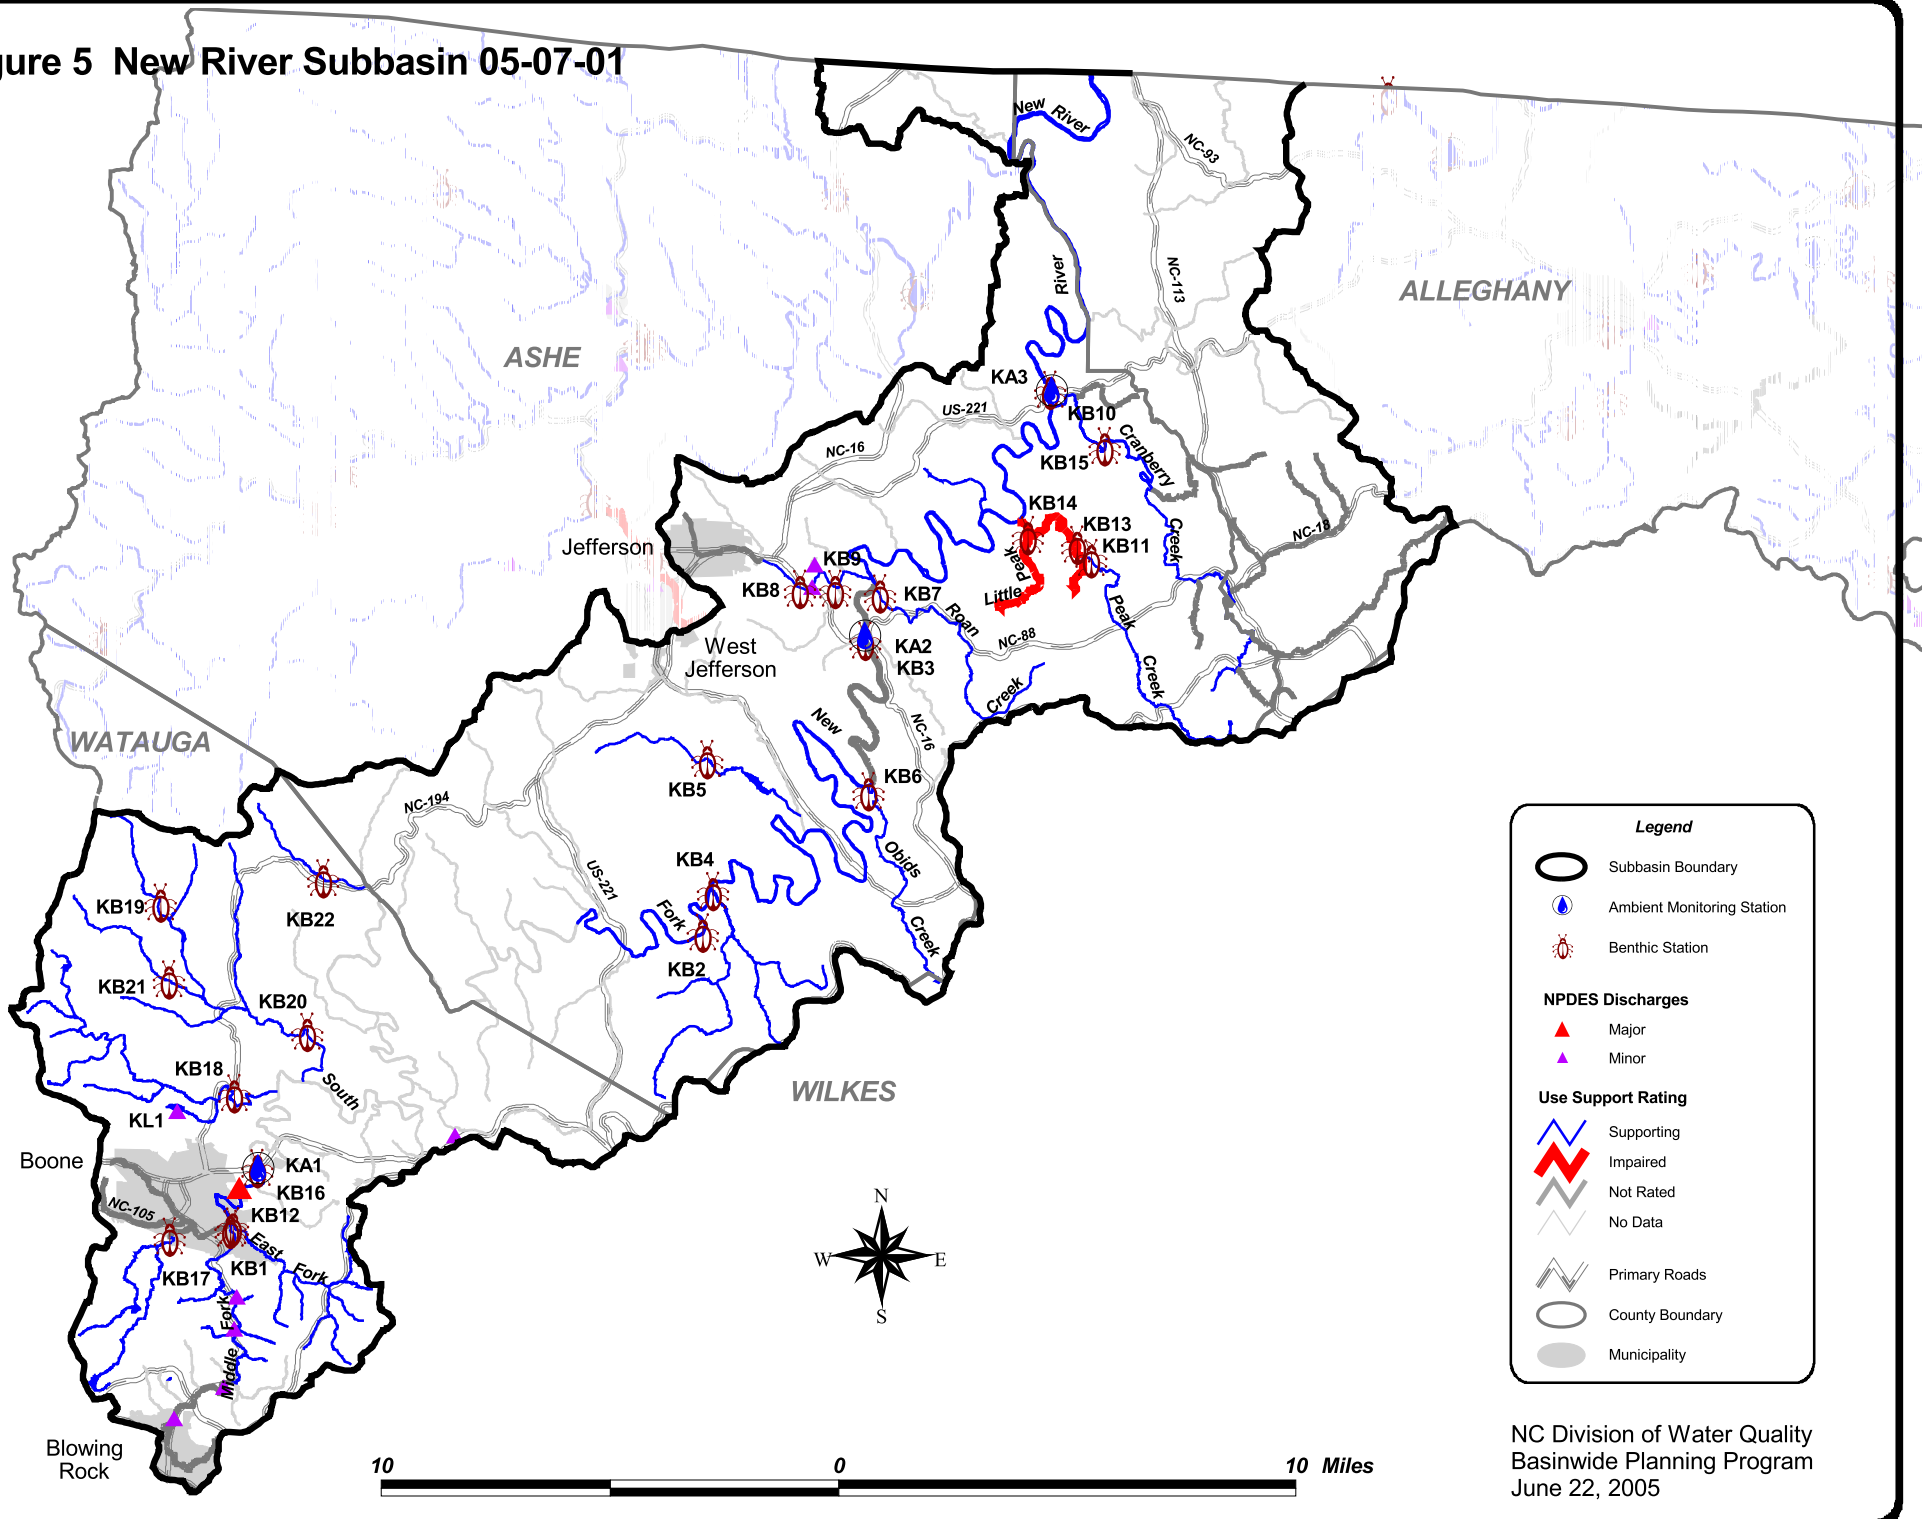 gure 5 New River Subbasin 05-07-01
New
River
NC-93
River
NC-113
ALLEGHANY
ASHE
KA3
US-221
KB10
NC-16
Cranberry
KB15
KB14
KB13
Creek
NC-18
Jefferson
KB11
KB9
Peak
KB8
KB7
Little
Roan
Peak
West
Jefferson
KA2
KB3
NC-88
Creek
Creek
New
NC-16
WATAUGA
KB6
KB5
NC-194
Obids
KB4
US-221
KB19
KB22
Fork
Creek
KB2
KB21
KB20
KB18
South
WILKES
KL1
Boone
KA1
KB16
NC-105
KB12
East
Fork
KB17
KB1
Fork
Middle
Blowing
Rock
N
W
E
S
10
0
10 Miles
Legend
Subbasin Boundary
Ambient Monitoring Station
Benthic Station
NPDES Discharges
Major
Minor
Use Support Rating
Supporting
Impaired
Not Rated
No Data
Primary Roads
County Boundary
Municipality
NC Division of Water Quality
Basinwide Planning Program
June 22, 2005